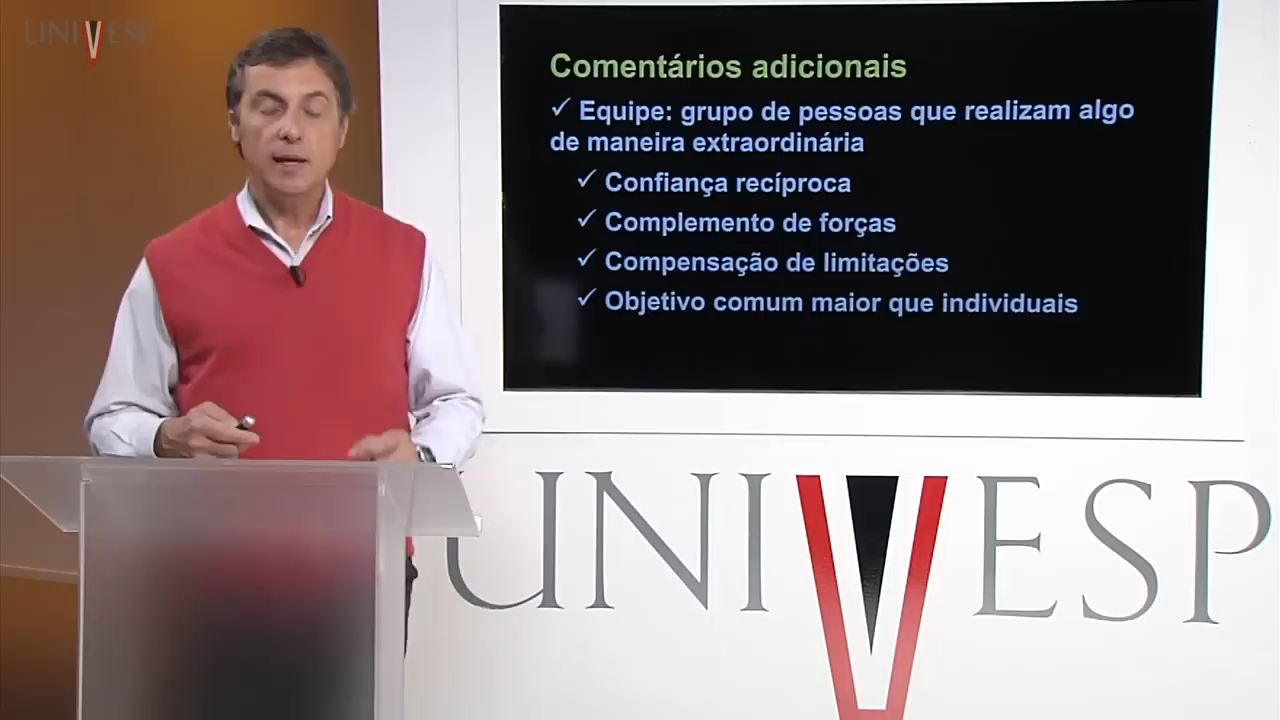 UNIVESP
Comentários adicionais
✓ Equipe: grupo de pessoas que realizam algo
de maneira extraordinária
✓ Confiança recíproca
✓ Complemento de forças
✓ Compensação de limitações
✓ Objetivo comum maior que individuais
UNIVESP